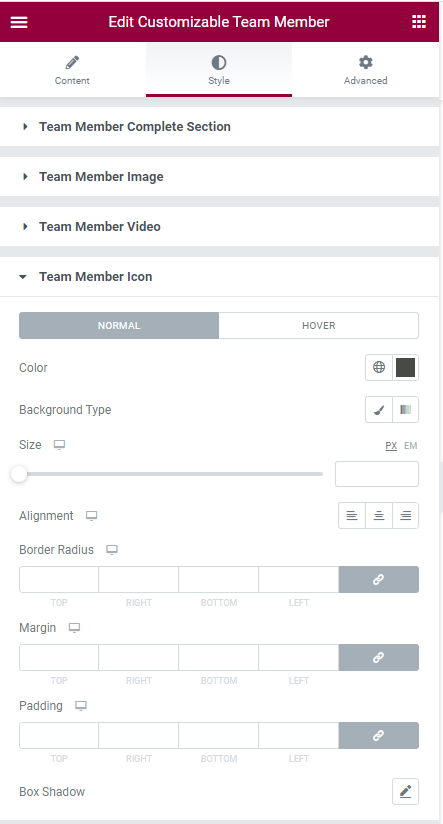 Edit Customizable Team Member
Content Style Advanced
Team Member Complete Section
Team Member Image
Team Member Video
Team Member Icon
NORMAL HOVER
Color
Background Type
Size PX EM
Alignment
Border Radius
TOP RIGHT BOTTOM LEFT
Margin
TOP RIGHT BOTTOM LEFT
Padding
TOP RIGHT BOTTOM LEFT
Box Shadow